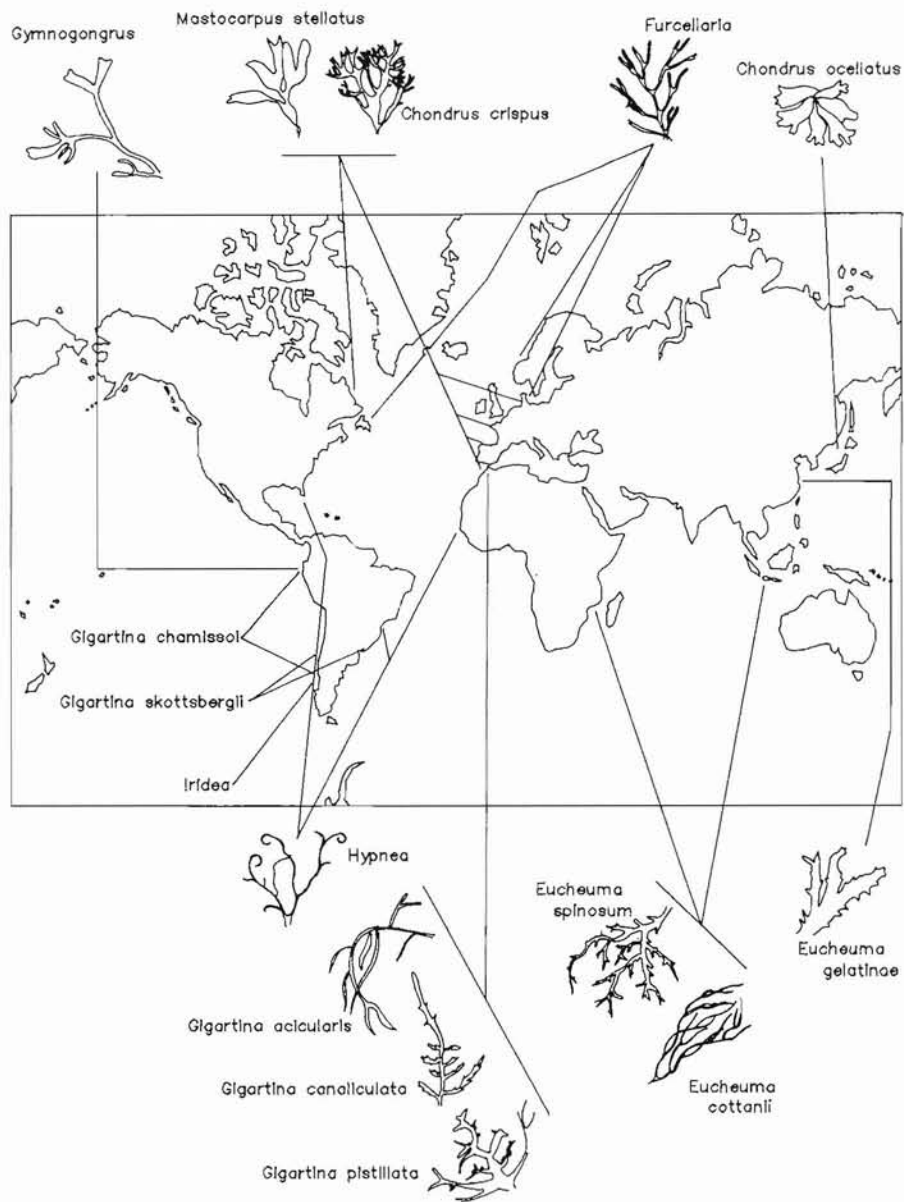 Gymnogongrus
Mastocarpus stellatus
Chondrus crispus
Furcellaria
Chondrus ocellatus
Gigartina chamissoi
Gigartina skottsbergii
Iridea
Hypnea
Gigartina acicularis
Gigartina canaliculata
Gigartina pistillata
Eucheuma
spinosum
Eucheuma
cottonii
Eucheuma
gelatinae